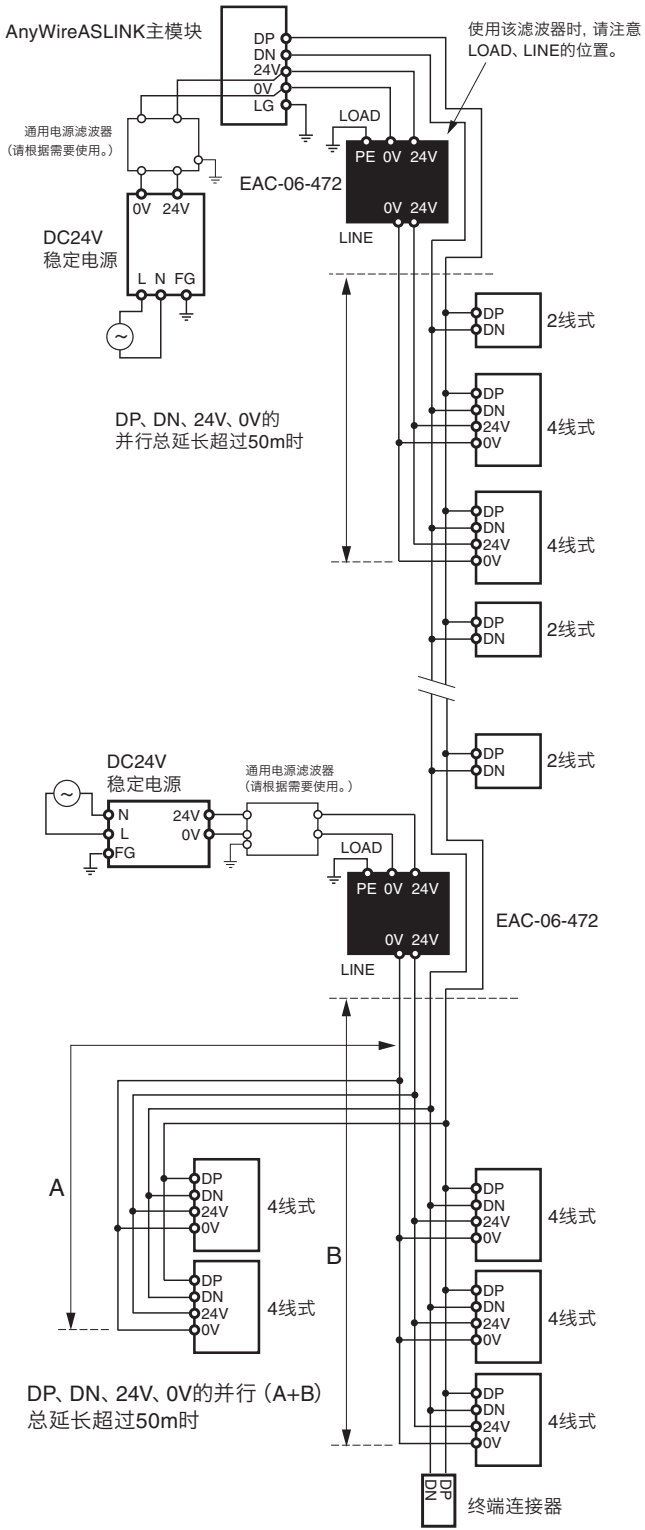 AnyWireASLINK主模块
DP
DN
24V
0V
LG
使用该滤波器时, 请注意
LOAD、LINE的位置。
通用电源滤波器
（请根据需要使用。）
LOAD
PE 0V 24V
EAC-06-472
0V 24V
LINE
0V 24V
DC24V
稳定电源
L N FG
DP
DN
2线式
DP、DN、24V、0V的
并行总延长超过50m时
DP
DN
24V
0V
4线式
DP
DN
24V
0V
4线式
DP
DN
2线式
DP
DN
2线式
DC24V
稳定电源
通用电源滤波器
（请根据需要使用。）
N
L
FG
24V
0V
LOAD
PE 0V 24V
EAC-06-472
0V 24V
LINE
A
B
DP
DN
24V
0V
4线式
DP
DN
24V
0V
4线式
DP
DN
24V
0V
4线式
DP
DN
24V
0V
4线式
DP
DN
24V
0V
4线式
DP、DN、24V、0V的并行（A+B）
总延长超过50m时
DP
DN
终端连接器